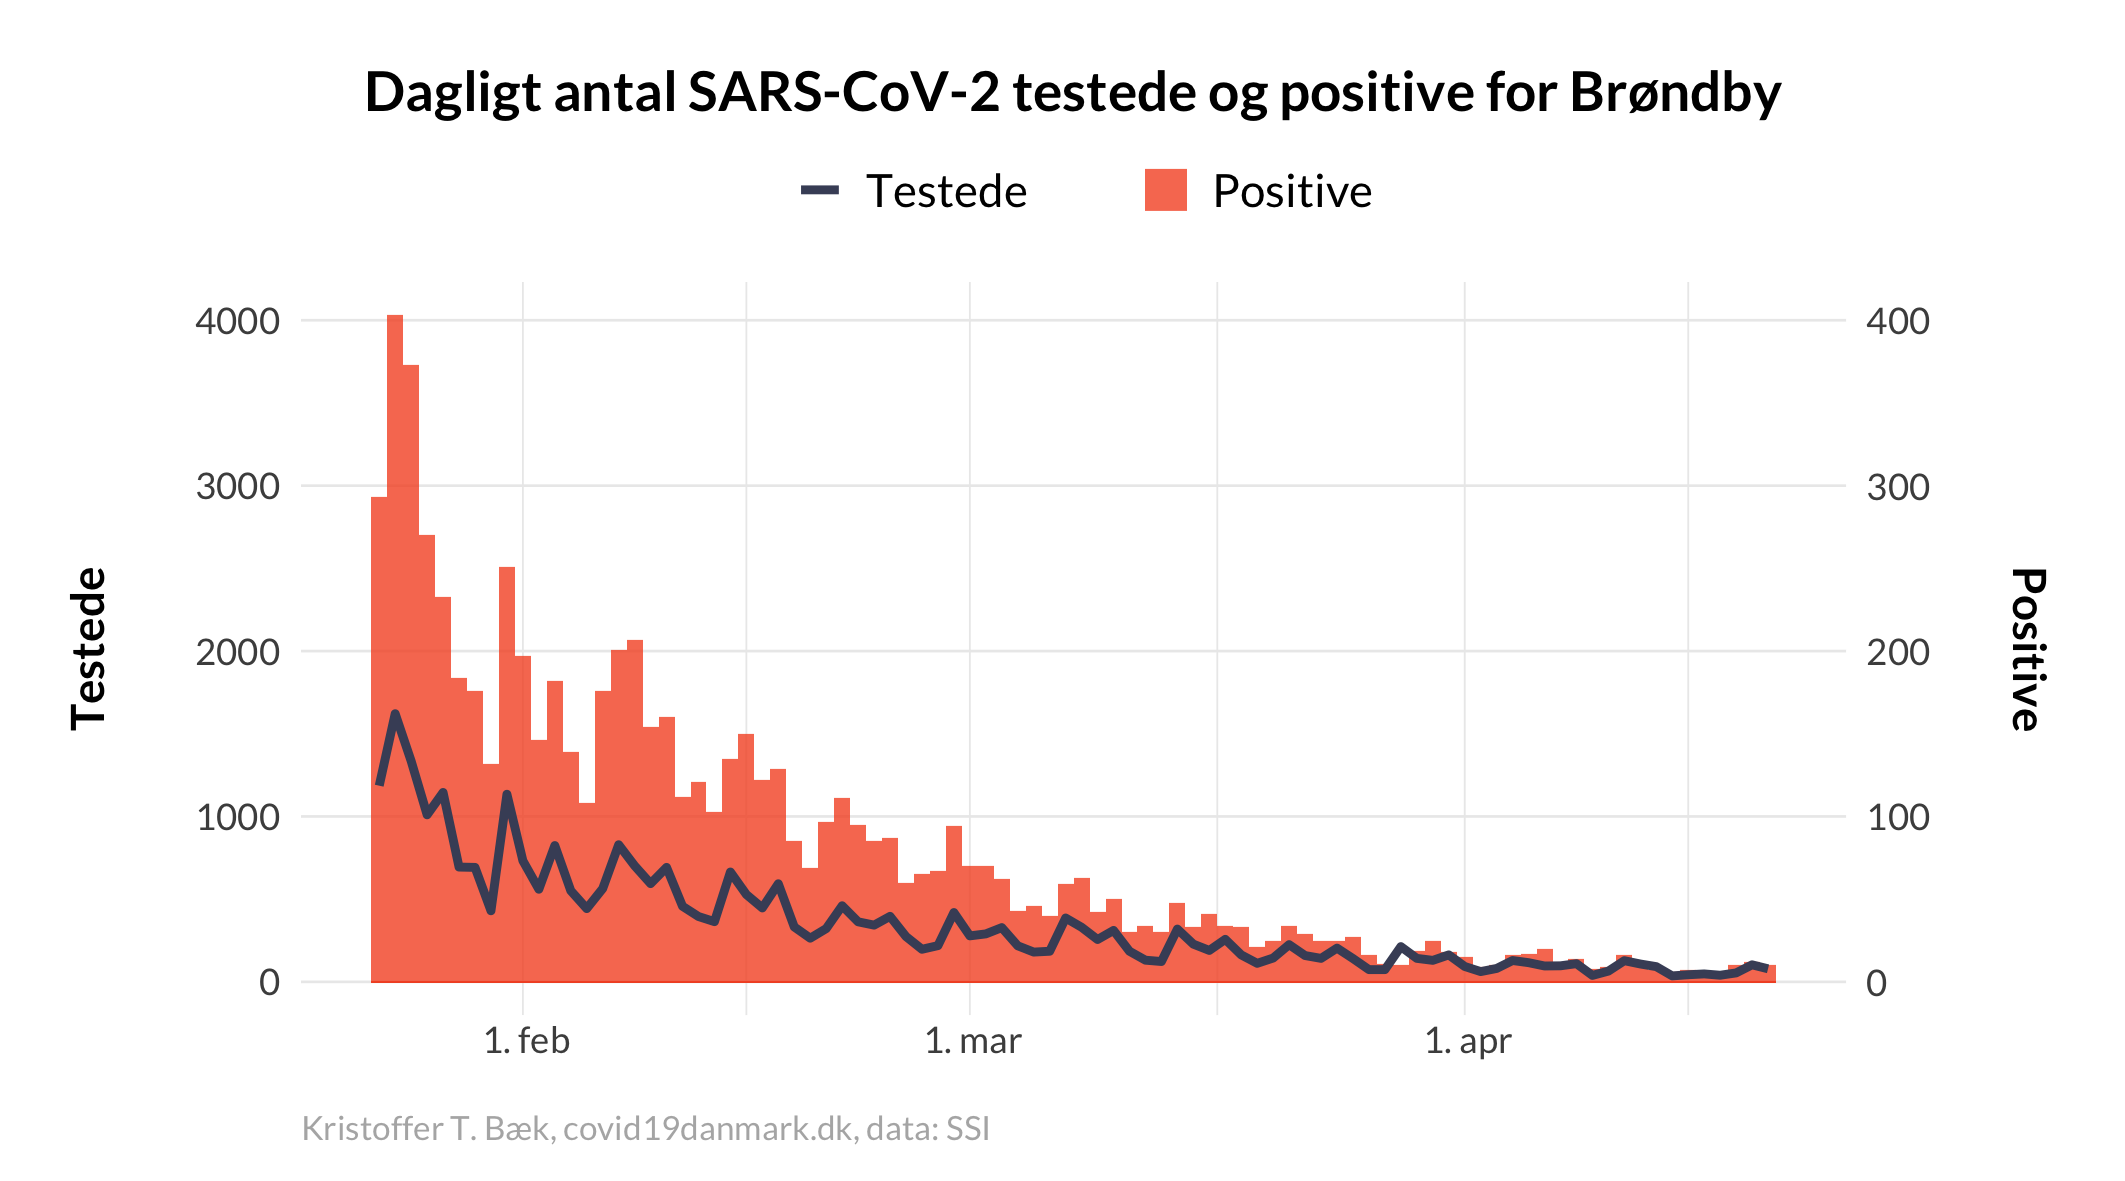 Dagligt antal SARS-CoV-2 testede og positive for Brøndby
Testede
Positive
4000
3000
2000
1000
0
Testede
400
300
200
100
0
Positive
1. feb
1. mar
1. apr
Kristoffer T. Bæk, covid19danmark.dk, data: SSI